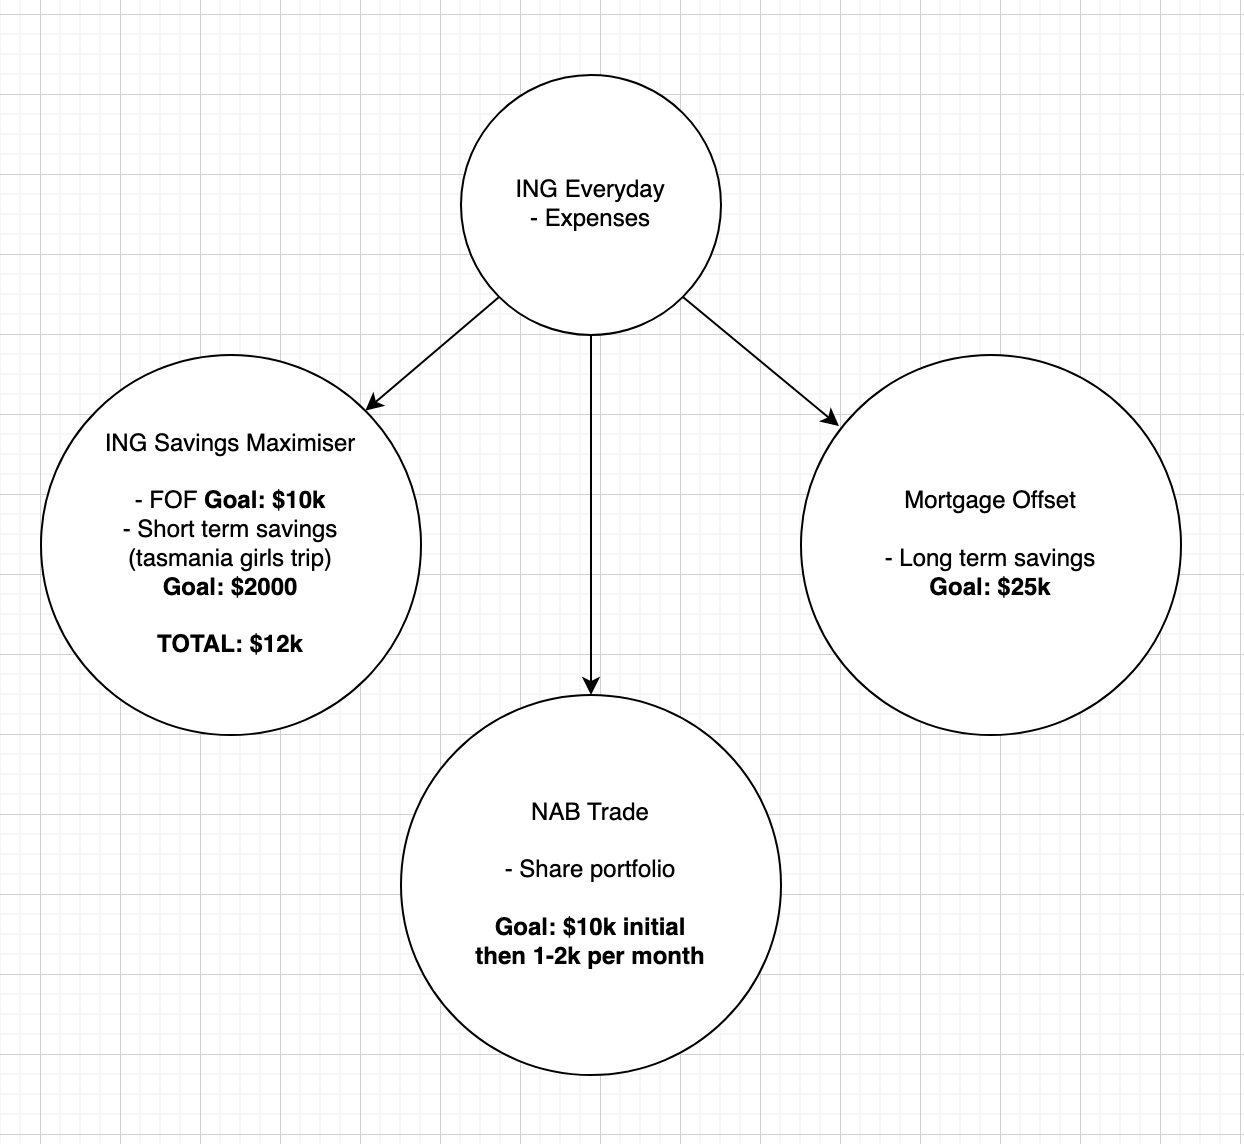 ING Everyday
- Expenses
ING Savings Maximiser
- FOF Goal: $10k
- Short term savings
(tasmania girls trip)
Goal: $2000
TOTAL: $12k
Mortgage Offset
- Long term savings
Goal: $25k
NAB Trade
- Share portfolio
Goal: $10k initial
then 1-2k per month